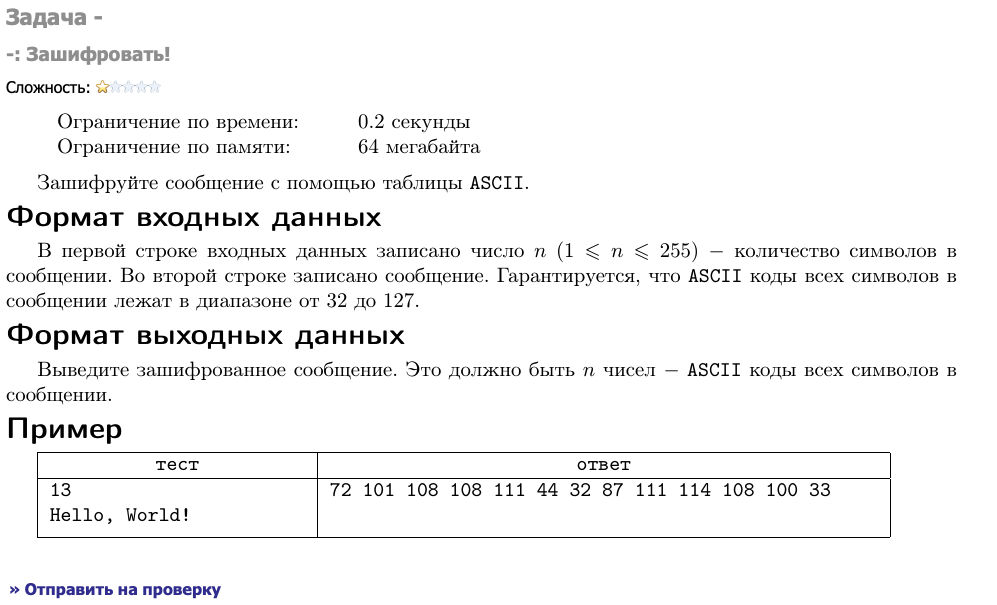 Задача -
-: Зашифровать!
Сложность:
Ограничение по времени: 0.2 секунды
Ограничение по памяти: 64 мегабайта
Зашифруйте сообщение с помощью таблицы ASCII.
Формат входных данных
В первой строке входных данных записано число n (1 ⩽ n ⩽ 255) − количество символов в
сообщении. Во второй строке записано сообщение. Гарантируется, что ASCII коды всех символов в
сообщении лежат в диапазоне от 32 до 127.
Формат выходных данных
Выведите зашифрованное сообщение. Это должно быть n чисел − ASCII коды всех символов в
сообщении.
Пример
тест ответ
13 72 101 108 108 111 44 32 87 111 114 108 100 33
Hello, World!
» Отправить на проверку